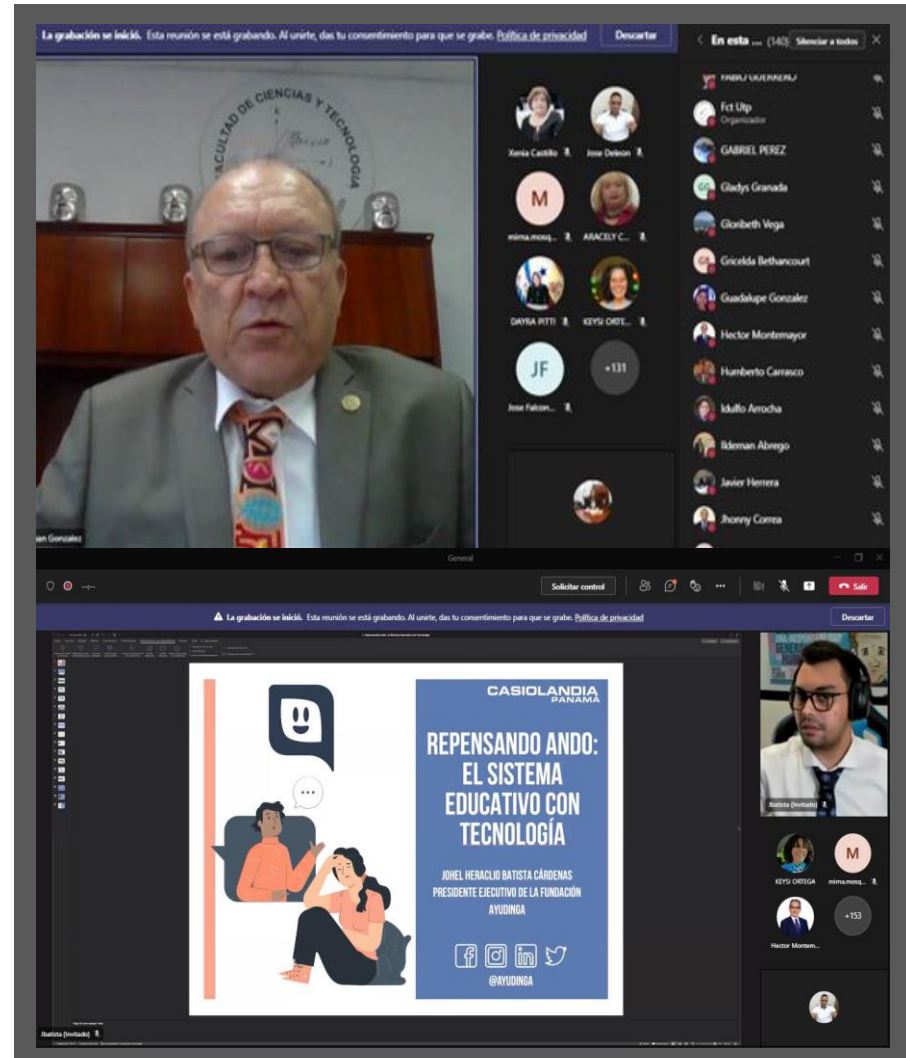 La grabación se inició. Esta reunión se está grabando. Al unirte, das tu consentimiento para que se grabe. Política de privacidad
Descartar
En esta ... (140)
Silenciar a todos
FACULTAD DE CIENCIAS Y TECNOLOGÍA
Xenia Castillo
Jose Deleon
M
mirna.mosq...
ARACELY C...
DAYRA PITTI
KEYSI ORTE...
JF
+131
Jose Falcon...
Fct Utp
Organizador
GABRIEL PEREZ
GG
Gladys Granada
Gloribeth Vega
GB
Gricelda Bethancourt
Guadalupe Gonzalez
Hector Montemayor
Humberto Carrasco
Idulfo Arrocha
Ildeman Abrego
Javier Herrera
Jhonny Correa
uan Gonzalez
General
Solicitar control
Salir
La grabación se inició. Esta reunión se está grabando. Al unirte, das tu consentimiento para que se grabe. Política de privacidad
Descartar
CASIOLANDIA
PANAMÁ
REPENSANDO ANDO:
EL SISTEMA
EDUCATIVO CON
TECNOLOGÍA
JOHEL HERACLIO BATISTA CÁRDENAS
PRESIDENTE EJECUTIVO DE LA FUNDACIÓN
AYUDINGA
@AYUDINGA
Jbatista (Invitado)
KEYSI ORTEGA
M
mirna.mosq...
Hector Montem...
+153
Jbatista (Invitado)